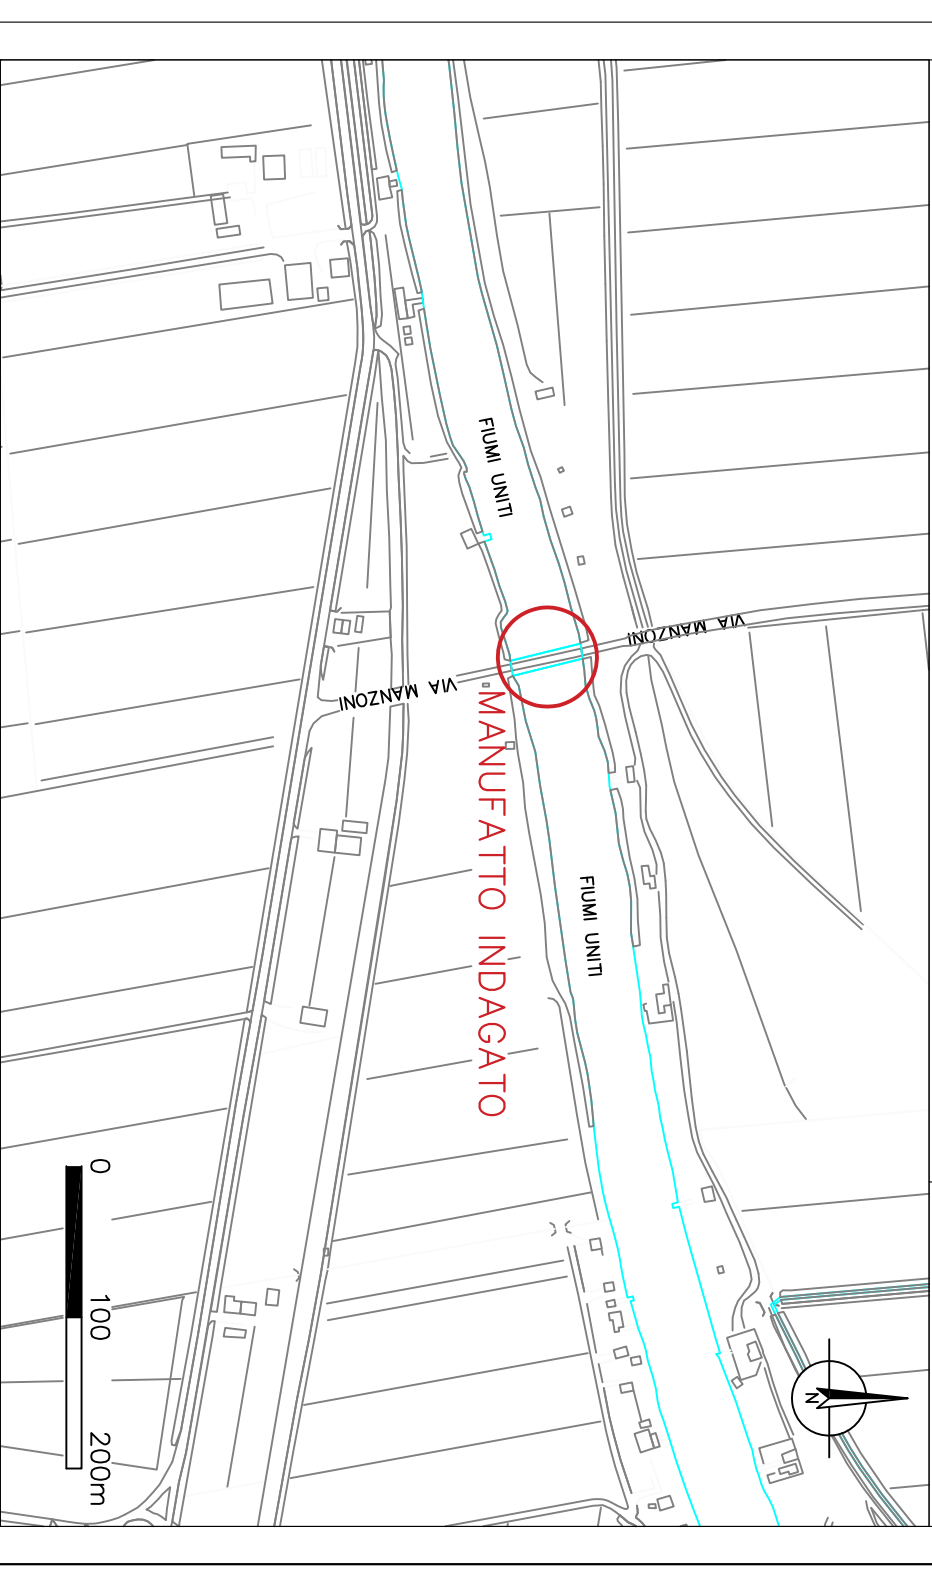 FIUMI UNITI
VIA MANZONI
VIA MANZONI
MANUFATTO INDAGATO
FIUMI UNITI
0 100 200m
N